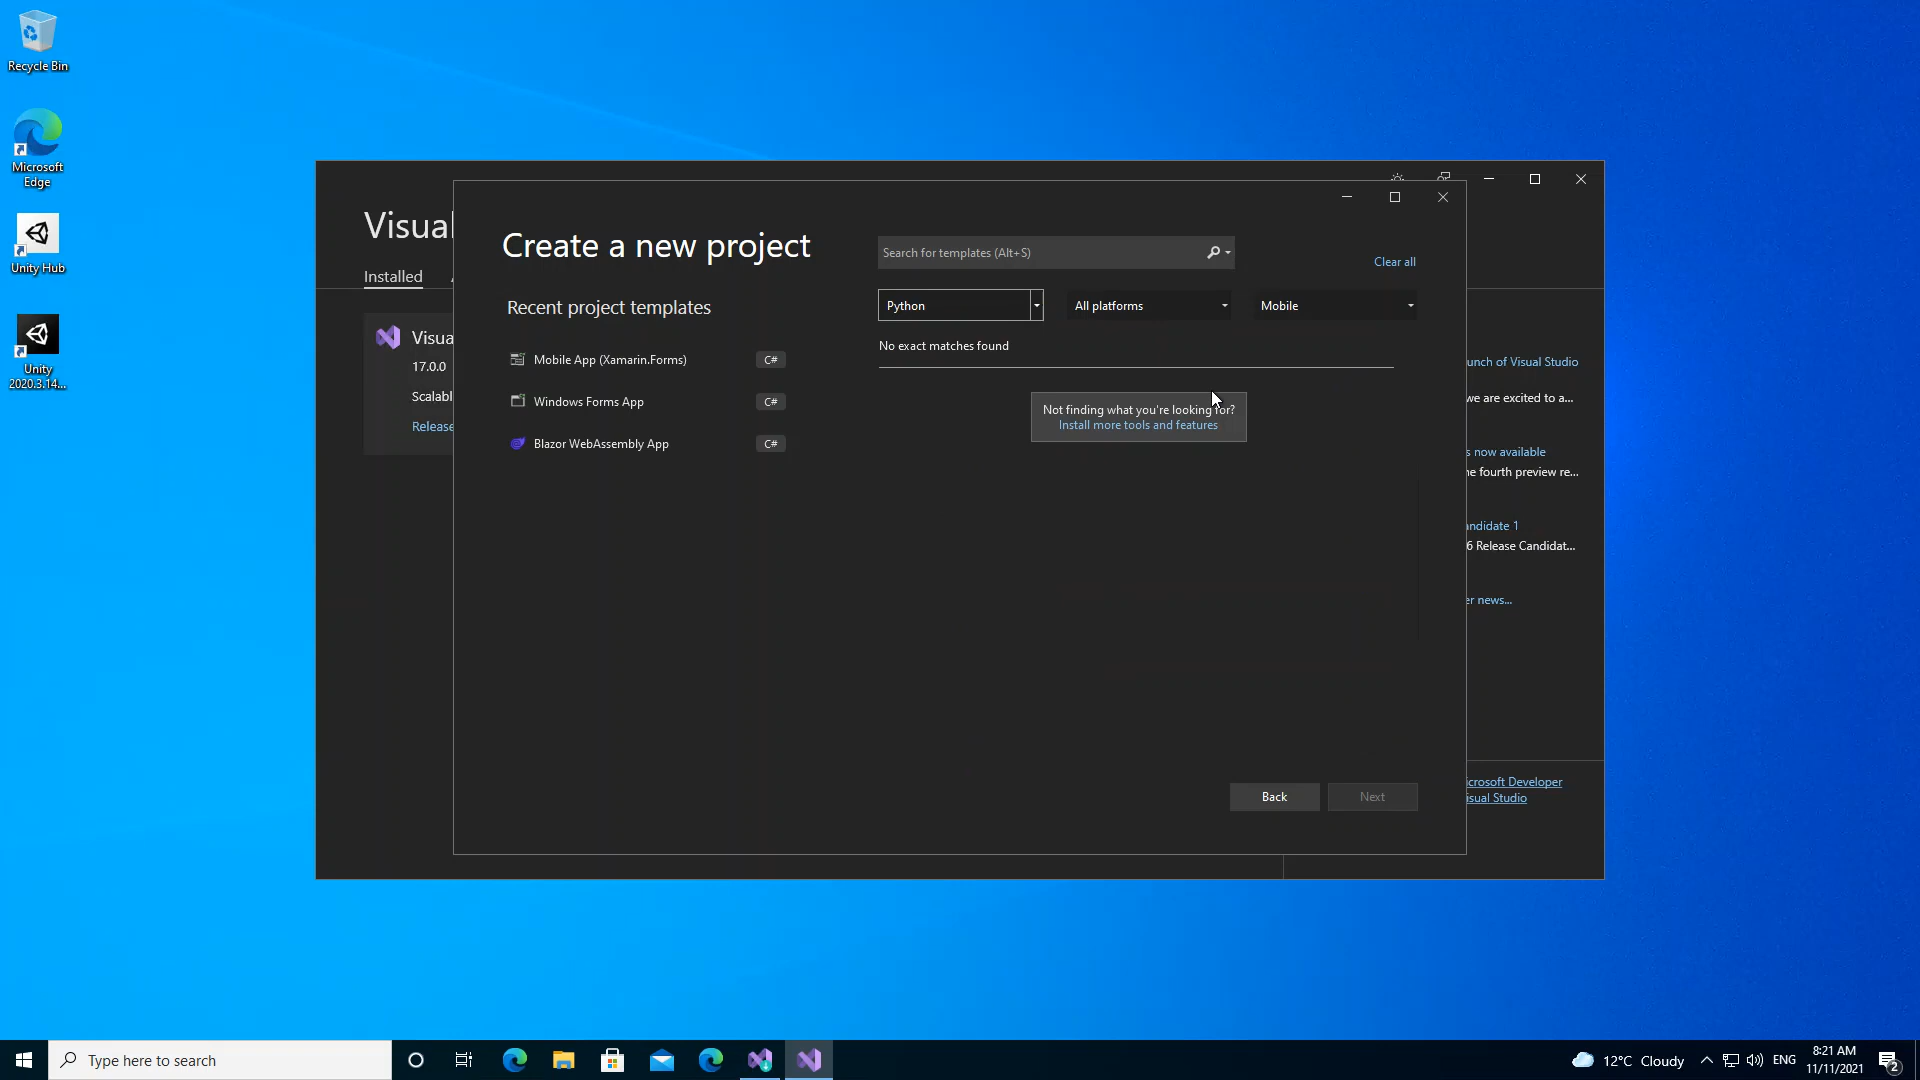 Recycle Bin
Microsoft
Edge
Unity Hub
Unity
2020.3.14...
Visual
Installed
Visua
17.0.0
Scalabl
Release
Create a new project
Search for templates (Alt+S)
Clear all
Recent project templates
Python
All platforms
Mobile
No exact matches found
Mobile App (Xamarin.Forms)
C#
Windows Forms App
C#
Blazor WebAssembly App
C#
Not finding what you're looking for?
Install more tools and features
Back
Next
unch of Visual Studio
we are excited to a...
s now available
he fourth preview re...
andidate 1
6 Release Candidat...
er news...
icrosoft Developer
isual Studio
Type here to search
12°C Cloudy
ENG
8:21 AM
11/11/2021
2